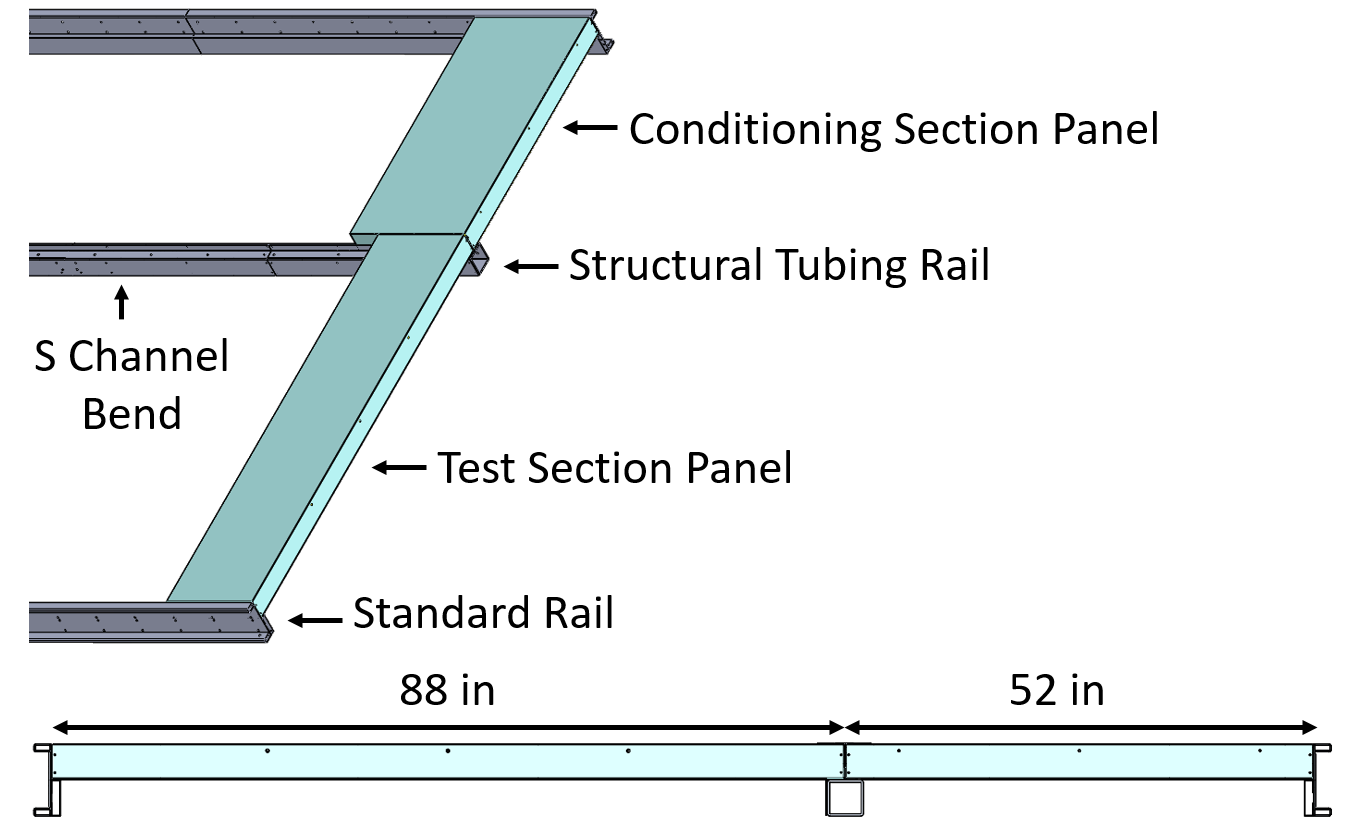 Conditioning Section Panel
Structural Tubing Rail
S Channel
Bend
Test Section Panel
Standard Rail
88 in
52 in